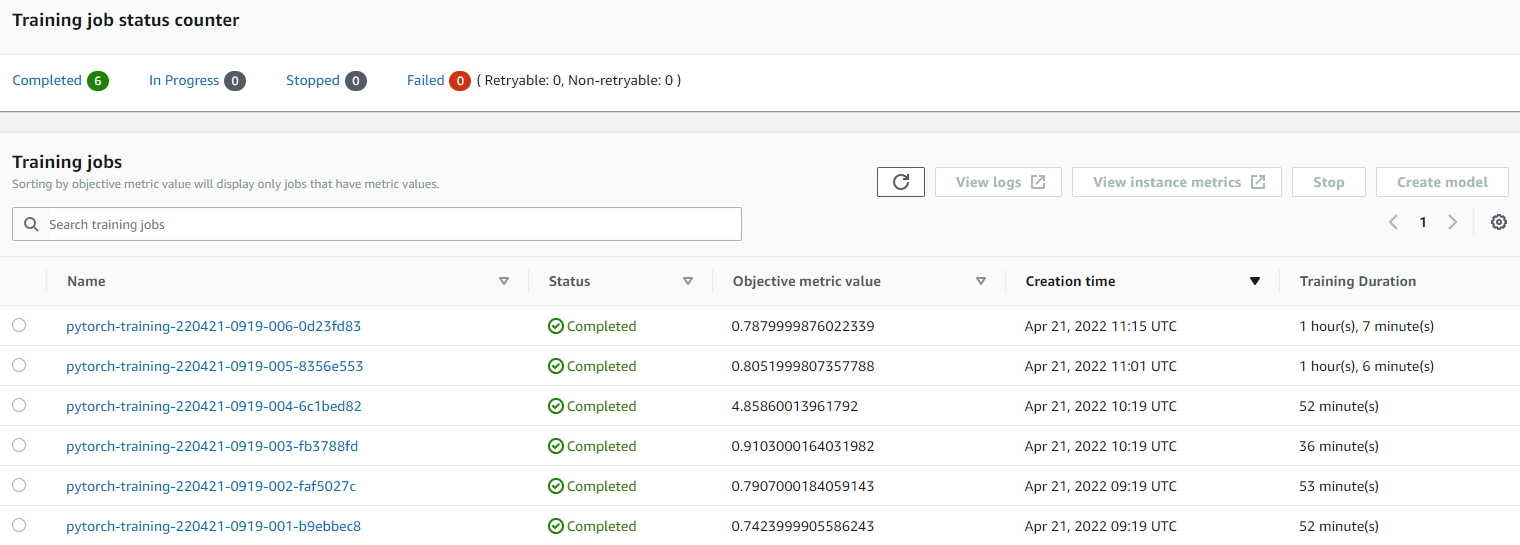 Training job status counter
Completed 6 In Progress 0 Stopped 0 Failed 0 ( Retryable: 0, Non-retryable: 0 )
Training jobs
Sorting by objective metric value will display only jobs that have metric values.
View logs View instance metrics Stop Create model
Search training jobs 1
Name Status Objective metric value Creation time Training Duration
pytorch-training-220421-0919-006-0d23fd83 Completed 0.7879999876022339 Apr 21, 2022 11:15 UTC 1 hour(s), 7 minute(s)
pytorch-training-220421-0919-005-8356e553 Completed 0.8051999807357788 Apr 21, 2022 11:01 UTC 1 hour(s), 6 minute(s)
pytorch-training-220421-0919-004-6c1bed82 Completed 4.85860013961792 Apr 21, 2022 10:19 UTC 52 minute(s)
pytorch-training-220421-0919-003-fb3788fd Completed 0.9103000164031982 Apr 21, 2022 10:19 UTC 36 minute(s)
pytorch-training-220421-0919-002-faf5027c Completed 0.7907000184059143 Apr 21, 2022 09:19 UTC 53 minute(s)
pytorch-training-220421-0919-001-b9ebbec8 Completed 0.7423999905586243 Apr 21, 2022 09:19 UTC 52 minute(s)